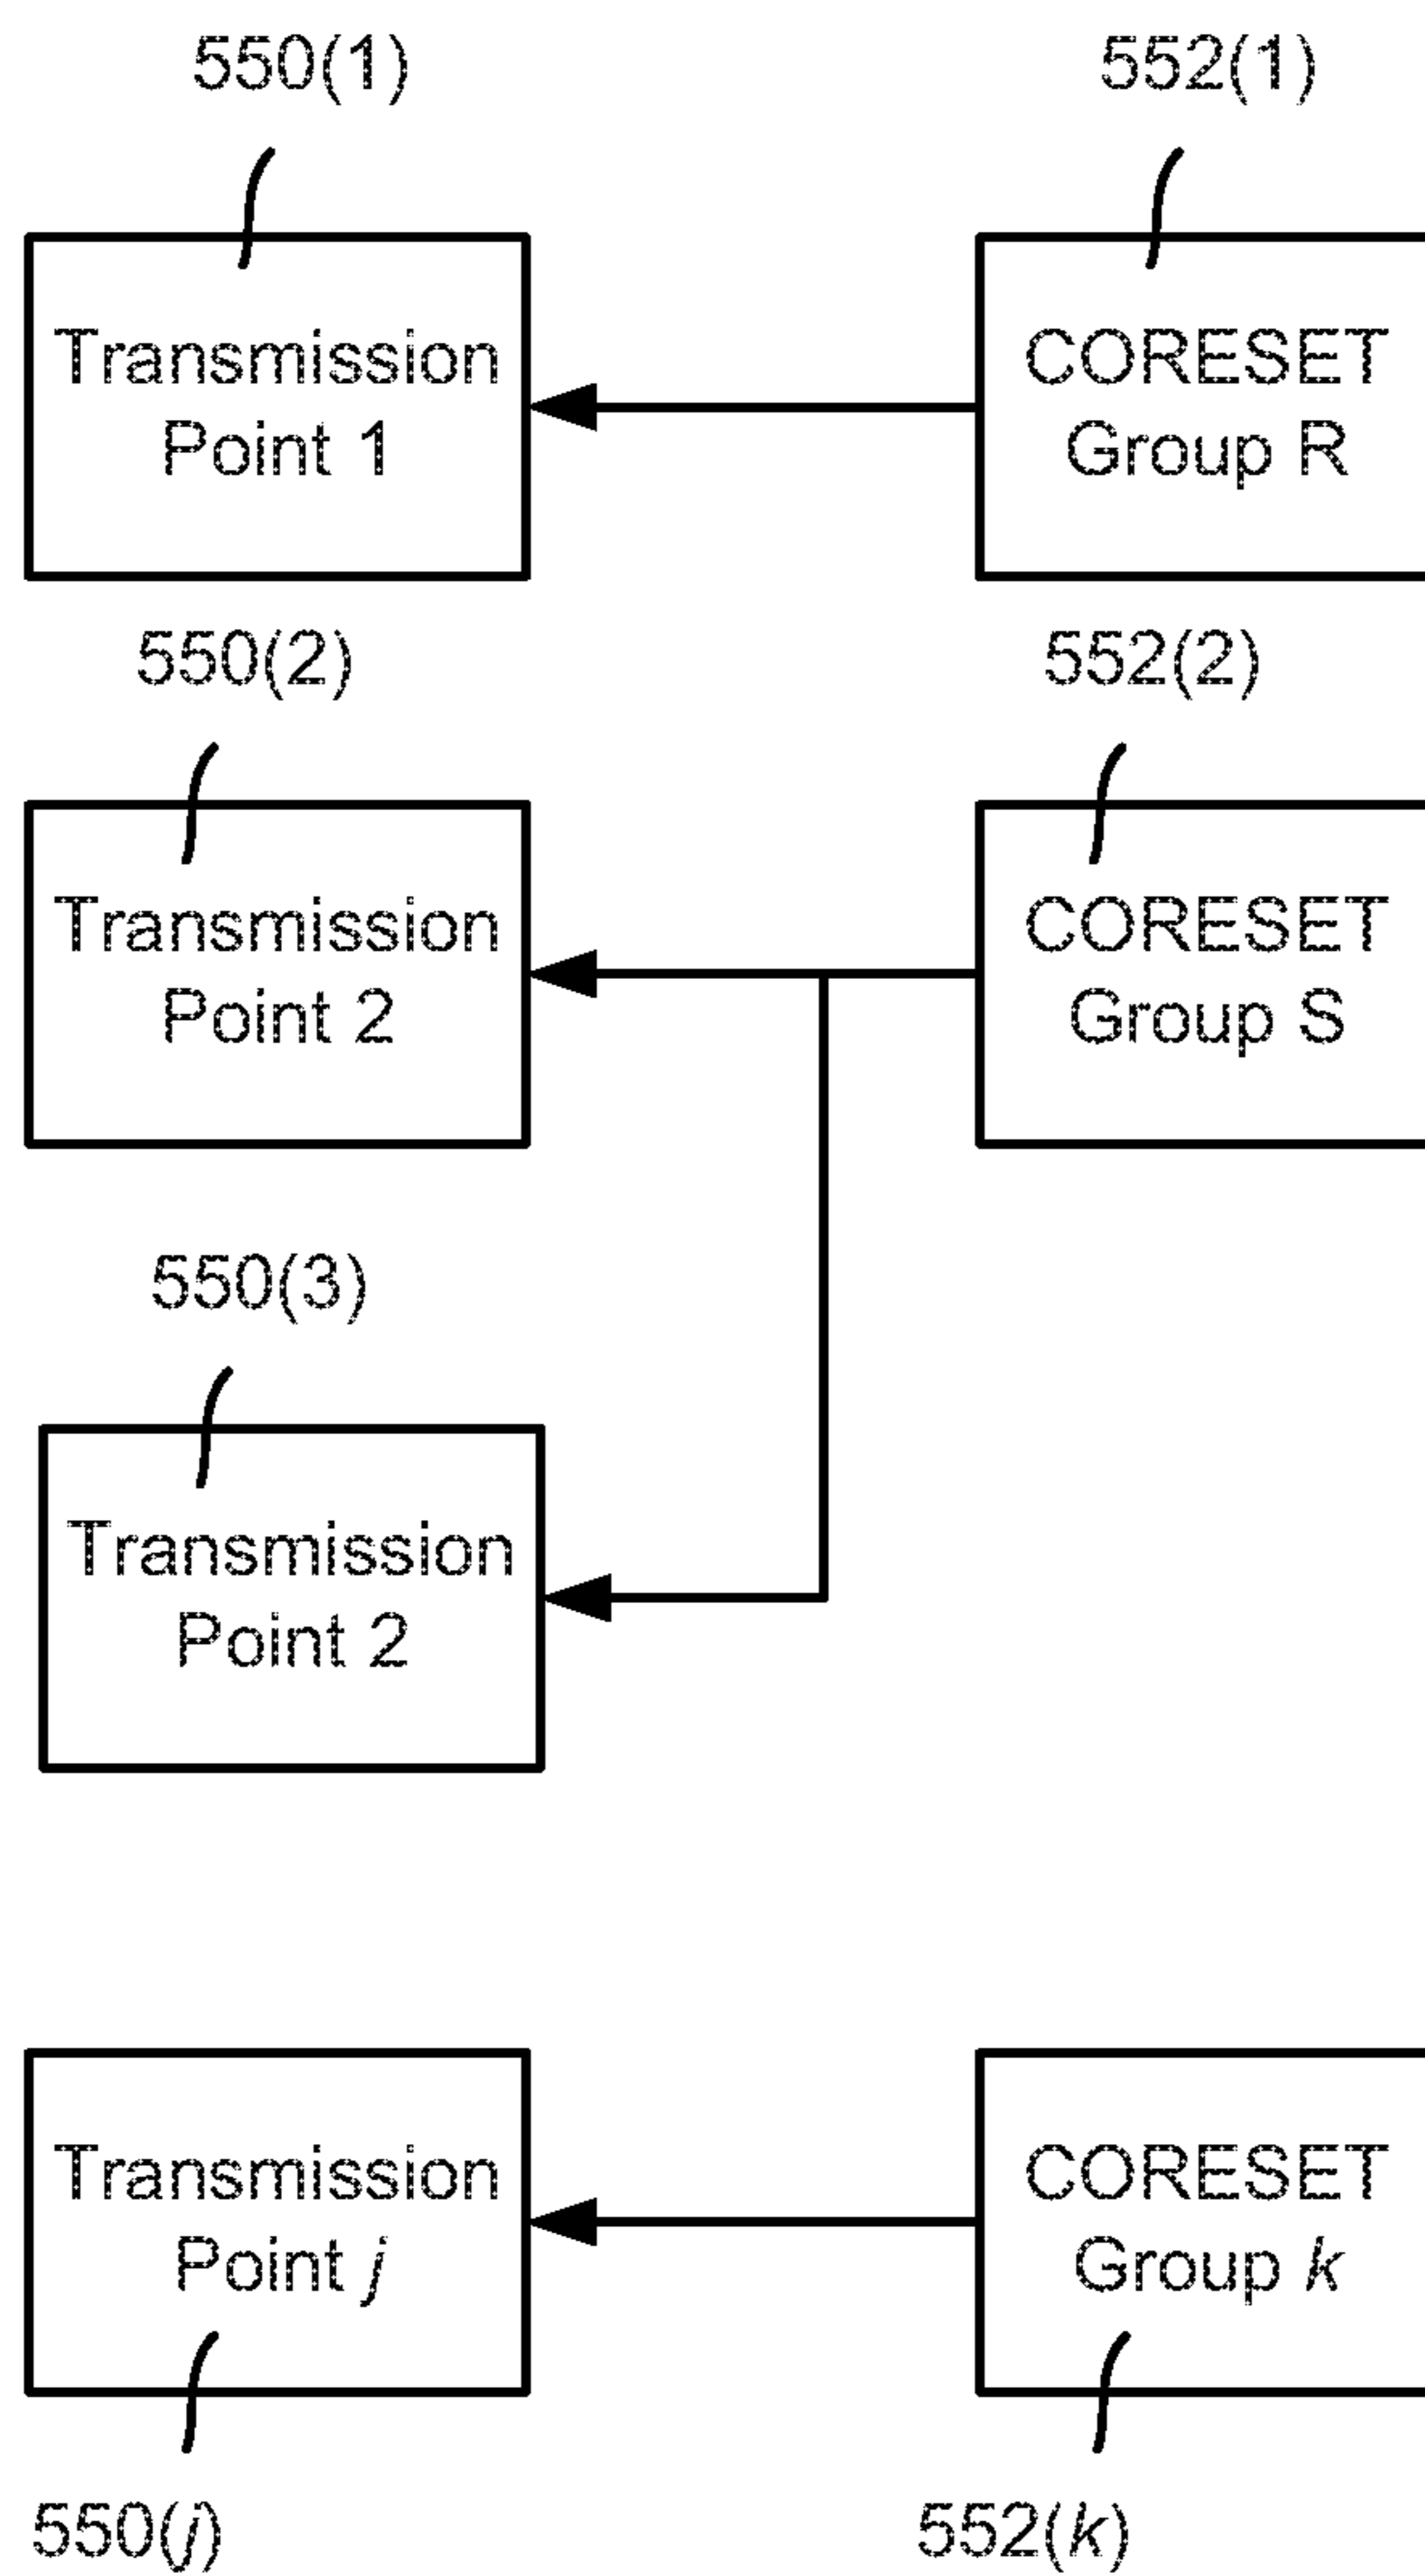 550(1)
552(1)
Transmission
Point 1
CORESET
Group R
550(2)
552(2)
Transmission
Point 2
CORESET
Group S
550(3)
Transmission
Point 2
Transmission
Point j
CORESET
Group k
550(j)
552(k)